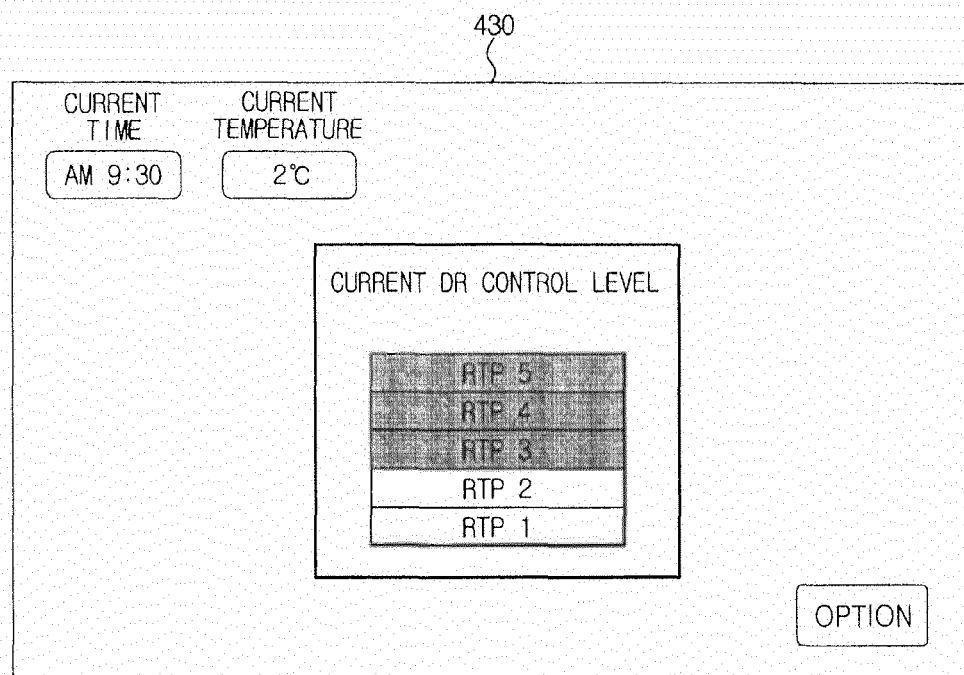 430
CURRENT
TIME
CURRENT
TEMPERATURE
AM 9:30
2℃
CURRENT DR CONTROL LEVEL
RTP 5
RTP 4
RTP 3
RTP 2
RTP 1
OPTION